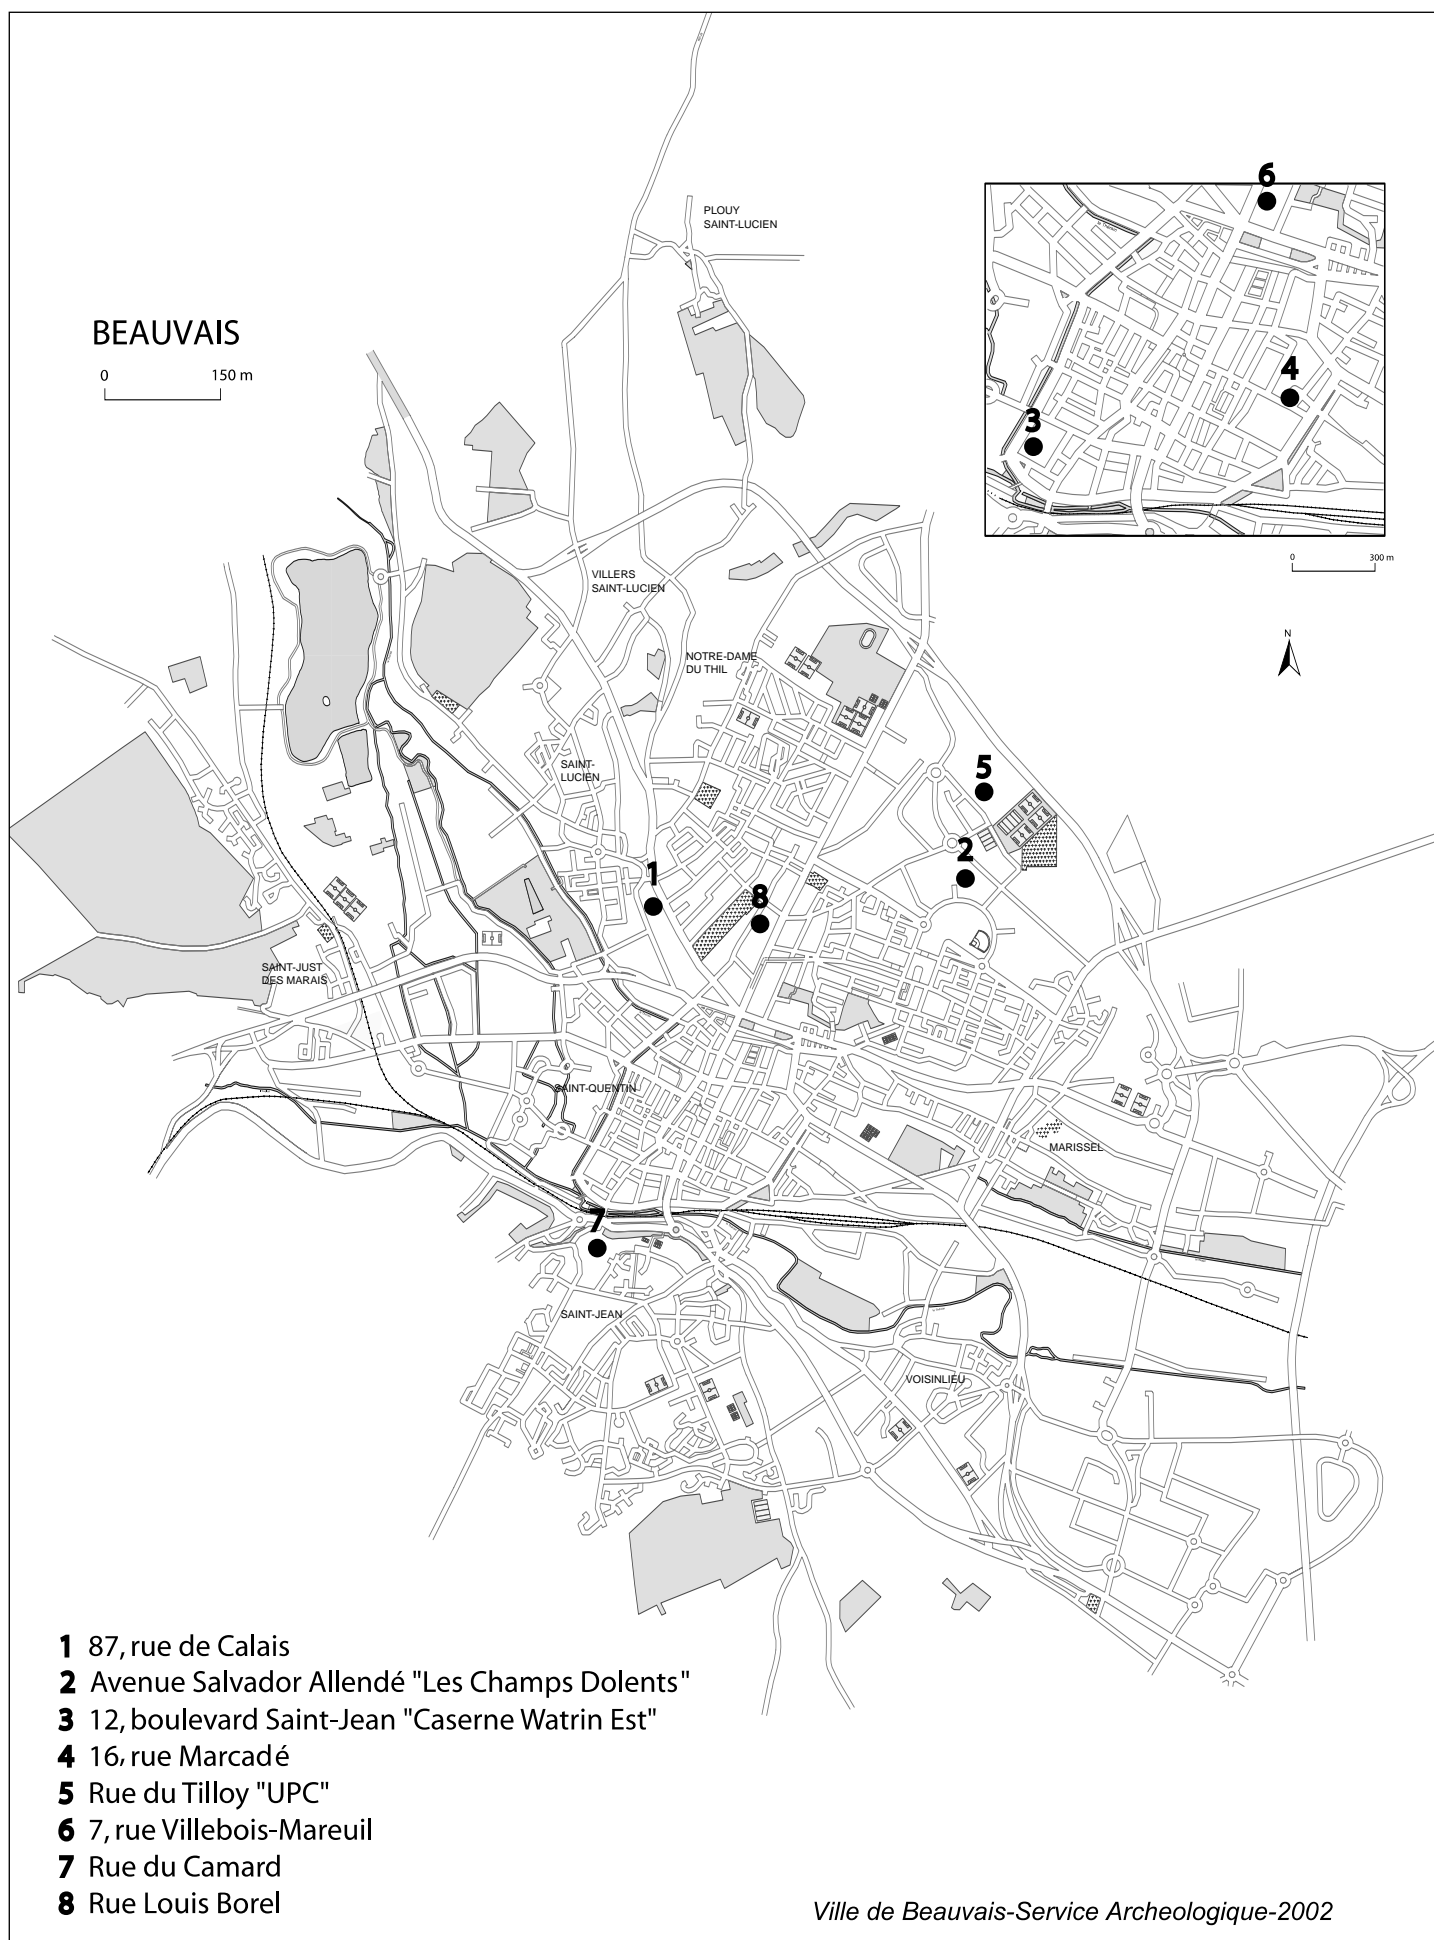 6
PLOUY
SAINT-LUCIEN
BEAUVAIS
0 150 m
4
3
0 300 m
VILLERS
SAINT-LUCIEN
N
NOTRE-DAME
DU THIL
SAINT-
LUCIEN
5
2
1
8
SAINT-JUST
DES MARAIS
SAINT-QUENTIN
MARISSEL
7
SAINT-JEAN
VOISINLIEU
1 87, rue de Calais
2 Avenue Salvador Allendé "Les Champs Dolents"
3 12, boulevard Saint-Jean "Caserne Watrin Est"
4 16, rue Marcadé
5 Rue du Tilloy "UPC"
6 7, rue Villebois-Mareuil
7 Rue du Camard
8 Rue Louis Borel
Ville de Beauvais-Service Archeologique-2002